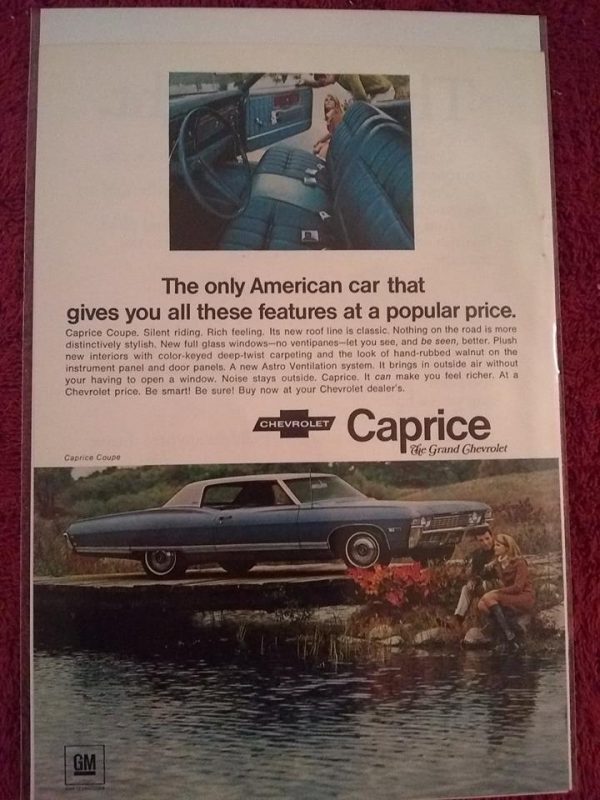 The only American car that
gives you all these features at a popular price.
Caprice Coupe. Silent riding. Rich feeling. Its new roof line is classic. Nothing on the road is more
distinctively stylish. New full glass windows—no ventipanes—let you see, and be seen, better. Plush
new interiors with color-keyed deep-twist carpeting and the look of hand-rubbed walnut on the
instrument panel and door panels. A new Astro Ventilation system. It brings in outside air without
your having to open a window. Noise stays outside. Caprice. It can make you feel richer. At a
Chevrolet price. Be smart! Be sure! Buy now at your Chevrolet dealer's.
CHEVROLET
Caprice
The Grand Chevrolet
Caprice Coupe
GM